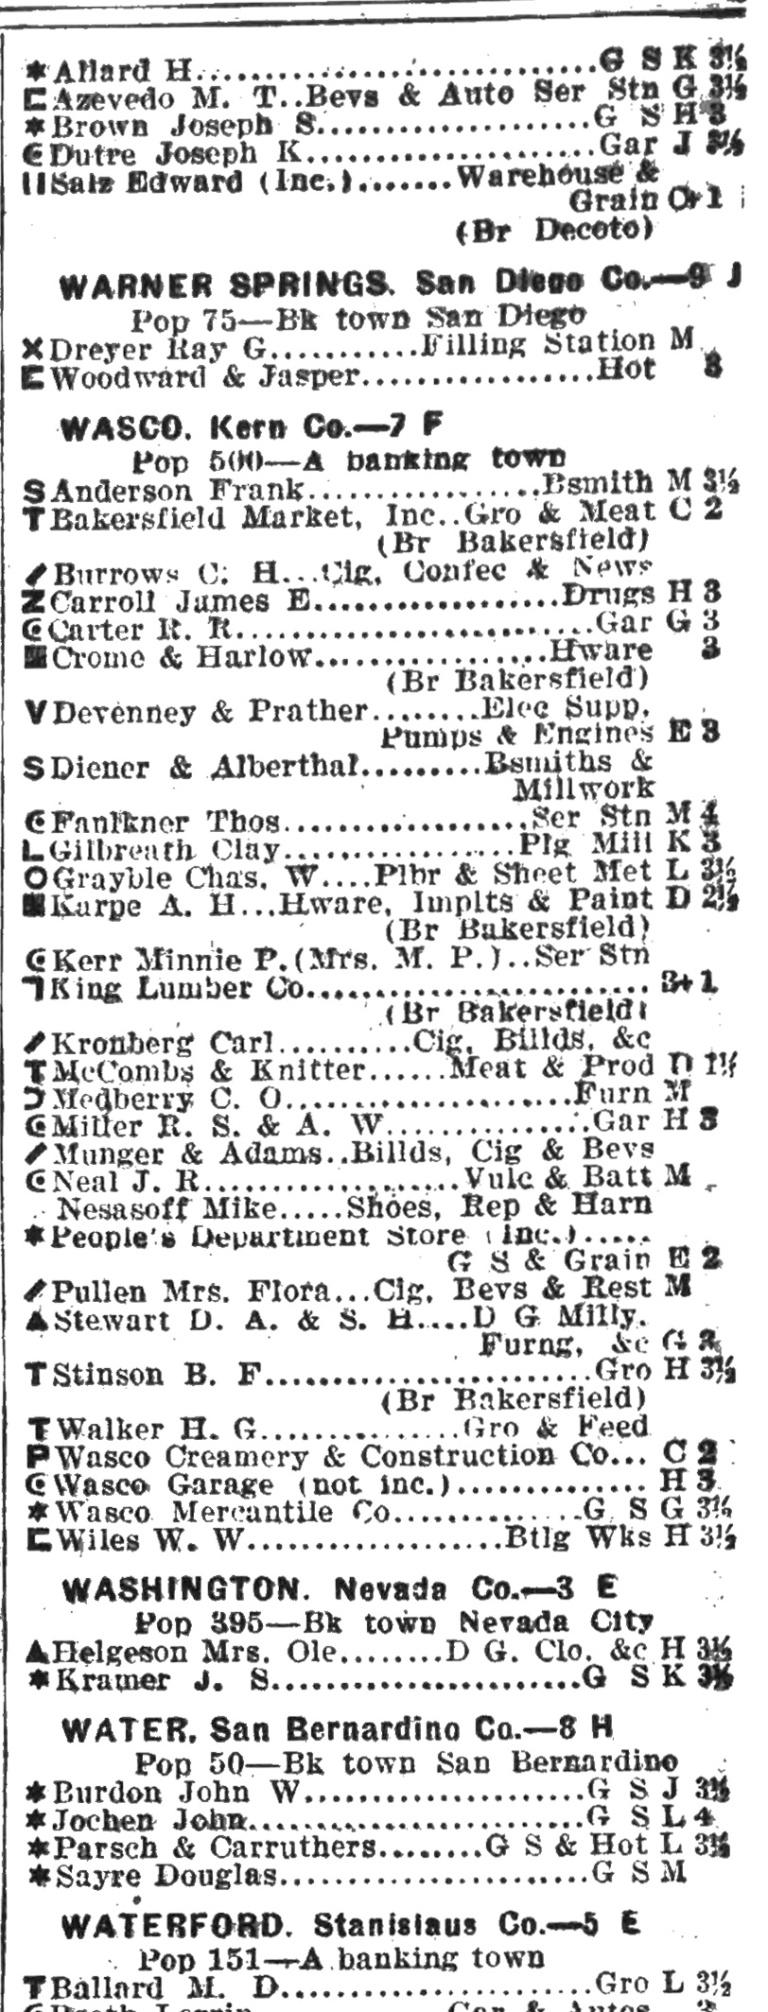 Allard H..............................G S K 3½
Azevedo M. T..Bevs & Auto Ser Stn G 3½
Brown Joseph S....................G S H 3
Dutre Joseph K.....................Gar J
Salz Edward (Inc.).......Warehouse &
Grain C+1
(Br Decoto)
WARNER SPRINGS. San Diego Co.—9 J
Pop 75—Bk town San Diego
Dreyer Ray G...........Filling Station M
Woodward & Jasper.................Hot 3
WASCO. Kern Co.—7 F
Pop 500—A banking town
S Anderson Frank.................Bsmith M 3½
T Bakersfield Market, Inc..Gro & Meat C 2
(Br Bakersfield)
Burrows C. H...Cig, Confec & News
Z Carroll James E..................Drugs H 3
Carter R. R..........................Gar G 3
Crome & Harlow.................Hware 3
(Br Bakersfield)
V Devenney & Prather........Elec Supp,
Pumps & Engines E 3
S Diener & Alberthal.........Bsmiths &
Millwork
Faulkner Thos..................Ser Stn M 4
L Gilbreath Clay.................Plg Mill K 3
O Grayble Chas. W....Plbr & Sheet Met L 3½
Karpe A. H...Hware, Implts & Paint D 2½
(Br Bakersfield)
Kerr Minnie P.(Mrs. M. P.)..Ser Stn
King Lumber Co......................... 3+1
(Br Bakersfield)
Kronberg Carl..........Cig, Billds, &c
T McCombs & Knitter......Meat & Prod D 1½
Medberry C. O.....................Furn M
Miller R. S. & A. W...............Gar H 3
Munger & Adams..Billds, Cig & Bevs
Neal J. R...................Vulc & Batt M
Nesasoff Mike.....Shoes, Rep & Harn
People's Department Store (Inc.).....
G S & Grain E 2
Pullen Mrs. Flora...Cig, Bevs & Rest M
Stewart D. A. & S. H.....D G Milly,
Furng, &c G
T Stinson B. F........................Gro H 3½
(Br Bakersfield)
T Walker H. G...............Gro & Feed
P Wasco Creamery & Construction Co... C 2
Wasco Garage (not inc.).............. H 3
Wasco Mercantile Co..............G S G 3½
Wiles W. W...................Btlg Wks H 3½
WASHINGTON. Nevada Co.—3 E
Pop 395—Bk town Nevada City
Helgeson Mrs. Ole........D G. Clo. &c H 3½
Kramer J. S.......................G S K 3½
WATER. San Bernardino Co.—8 H
Pop 50—Bk town San Bernardino
Burdon John W.....................G S J 3½
Jochen John.........................G S L 4
Parsch & Carruthers........G S & Hot L 3½
Sayre Douglas.......................G S M
WATERFORD. Stanislaus Co.—5 E
Pop 151—A banking town
T Ballard M. D.......................Gro L 3½